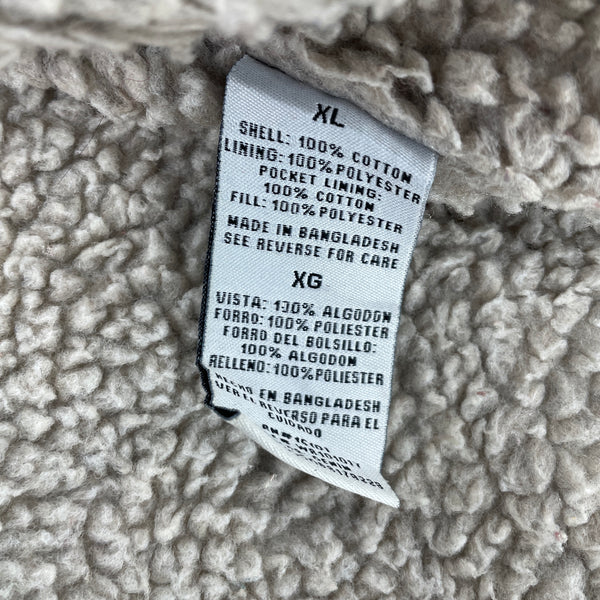 XL
SHELL: 100% COTTON
LINING: 100% POLYESTER
POCKET LINING:
100% COTTON
FILL: 100% POLYESTER
MADE IN BANGLADESH
SEE REVERSE FOR CARE
XG
VISTA: 100% ALGODON
FORRO: 100% POLIESTER
FORRO DEL BOLSILLO:
100% ALGODON
RELLENO: 100% POLIESTER
HECHO EN BANGLADESH
VER EL REVERSO PARA EL
CUIDADO